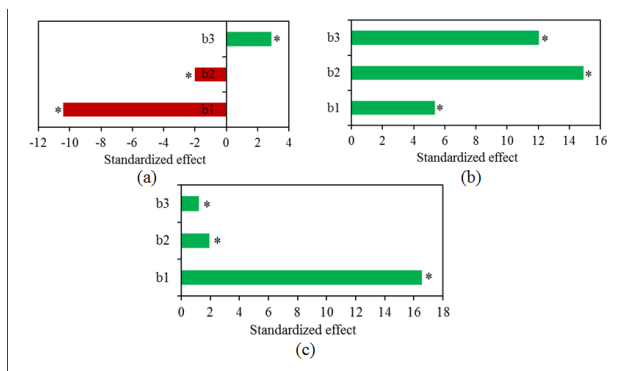 b3
*
* b2
* b1
-12 -10 -8 -6 -4 -2 0 2 4
Standardized effect
(a)
b3
*
b2
*
b1
*
0 2 4 6 8 10 12 14 16
Standardized effect
(b)
b3
*
b2
*
b1
*
0 2 4 6 8 10 12 14 16 18
Standardized effect
(c)